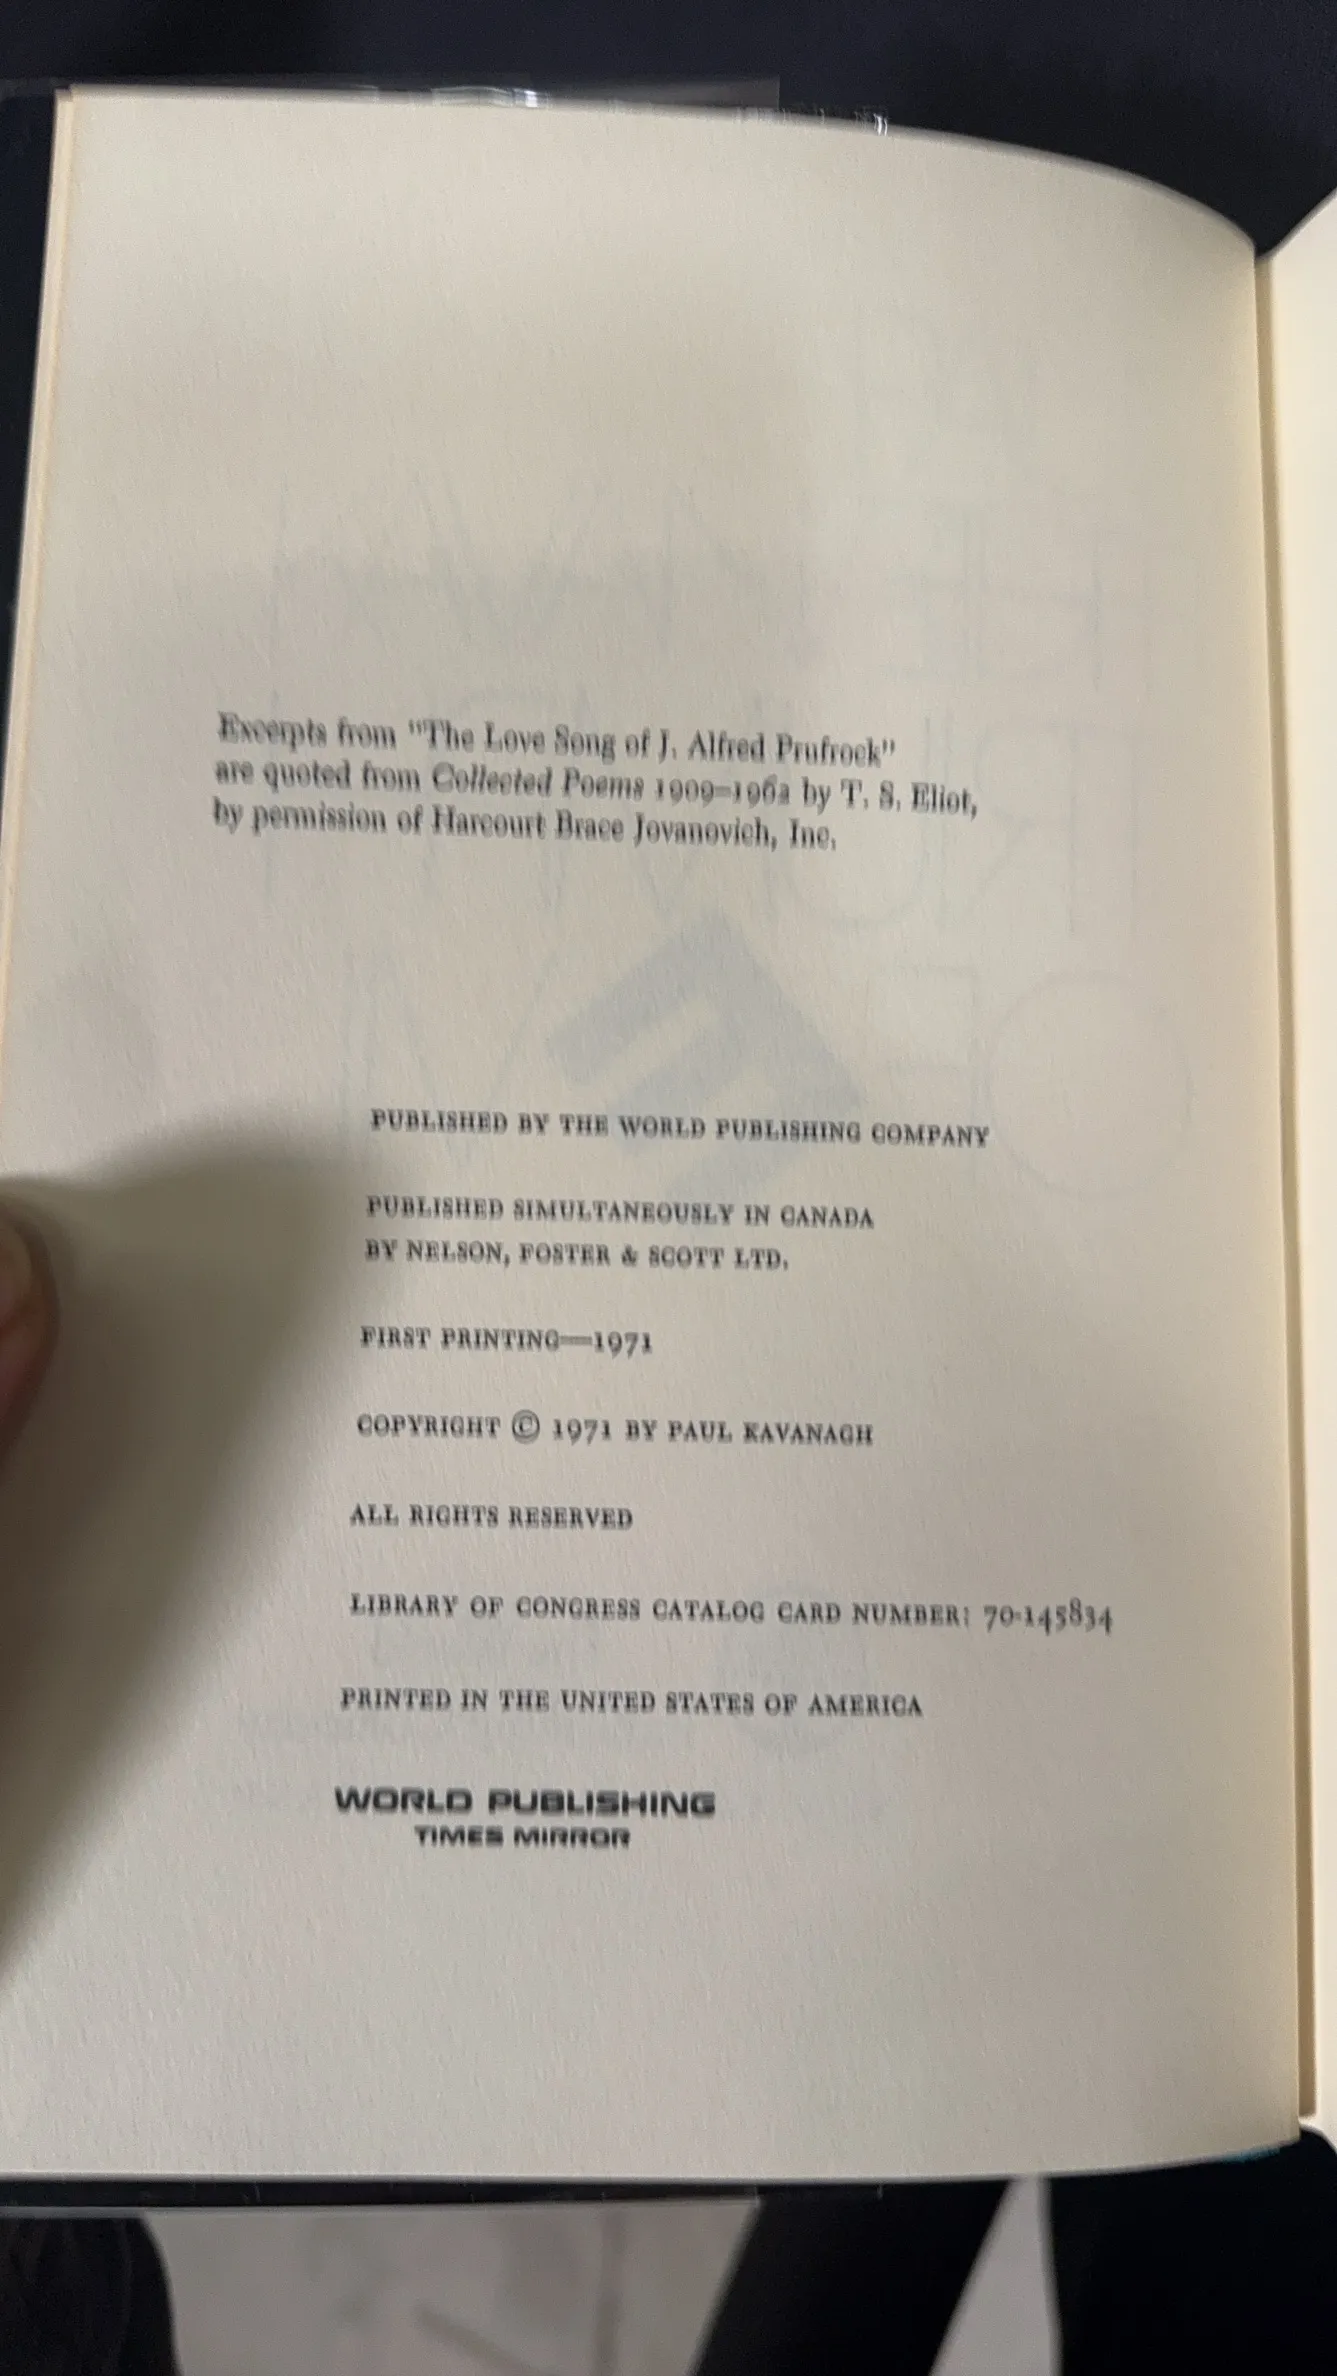 Excerpts from "The Love Song of J. Alfred Prufrock"
are quoted from Collected Poems 1909–1962 by T. S. Eliot,
by permission of Harcourt Brace Jovanovich, Inc.
PUBLISHED BY THE WORLD PUBLISHING COMPANY
PUBLISHED SIMULTANEOUSLY IN CANADA
BY NELSON, FOSTER & SCOTT LTD.
FIRST PRINTING—1971
COPYRIGHT © 1971 BY PAUL KAVANAGH
ALL RIGHTS RESERVED
LIBRARY OF CONGRESS CATALOG CARD NUMBER: 70-145834
PRINTED IN THE UNITED STATES OF AMERICA
WORLD PUBLISHING
TIMES MIRROR